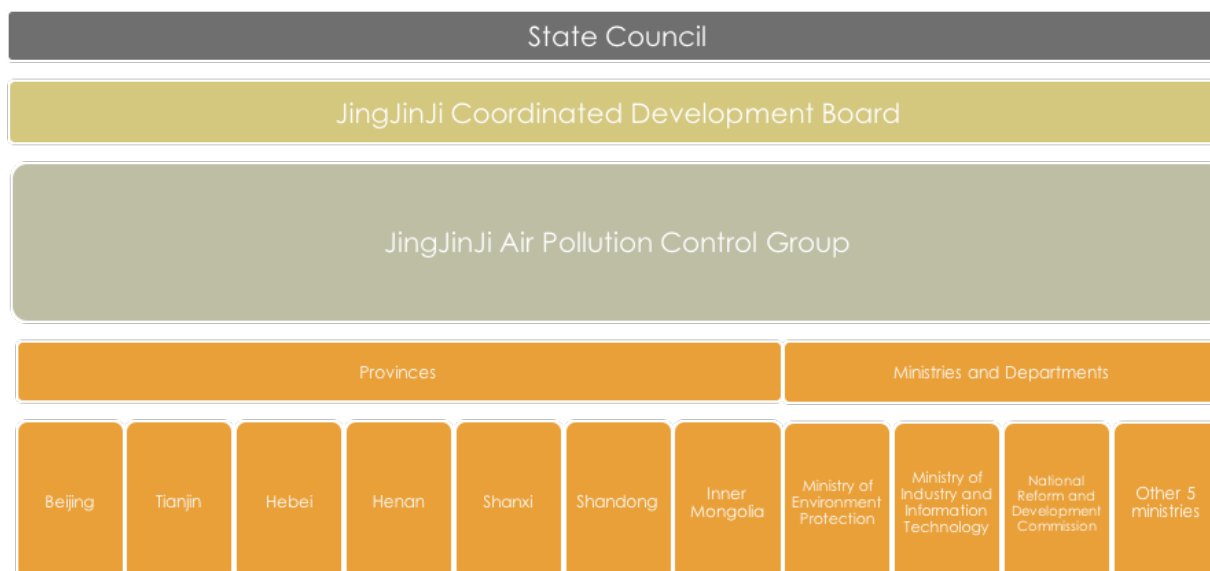 State Council
JingJinJi Coordinated Development Board
JingJinJi Air Pollution Control Group
Provinces
Ministries and Departments
Beijing
Tianjin
Hebei
Henan
Shanxi
Shandong
Inner
Mongolia
Ministry of
Environment
Protection
Ministry of
Industry and
Information
Technology
National
Reform and
Development
Commission
Other 5
ministries